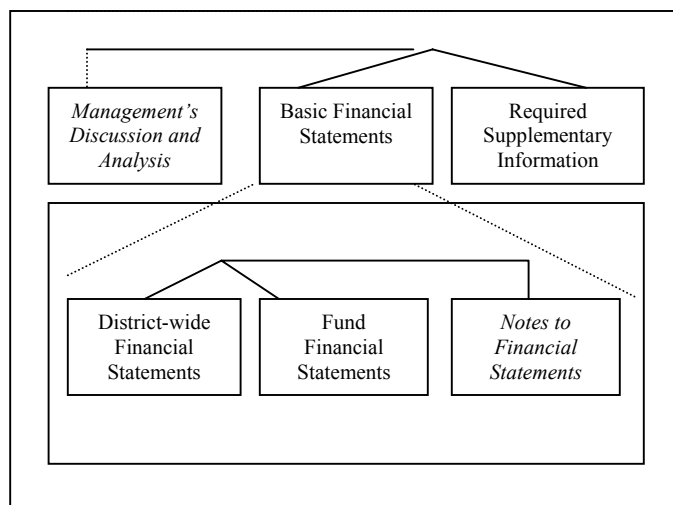 Management’s
Discussion and
Analysis
Basic Financial
Statements
Required
Supplementary
Information
District-wide
Financial
Statements
Fund
Financial
Statements
Notes to
Financial
Statements